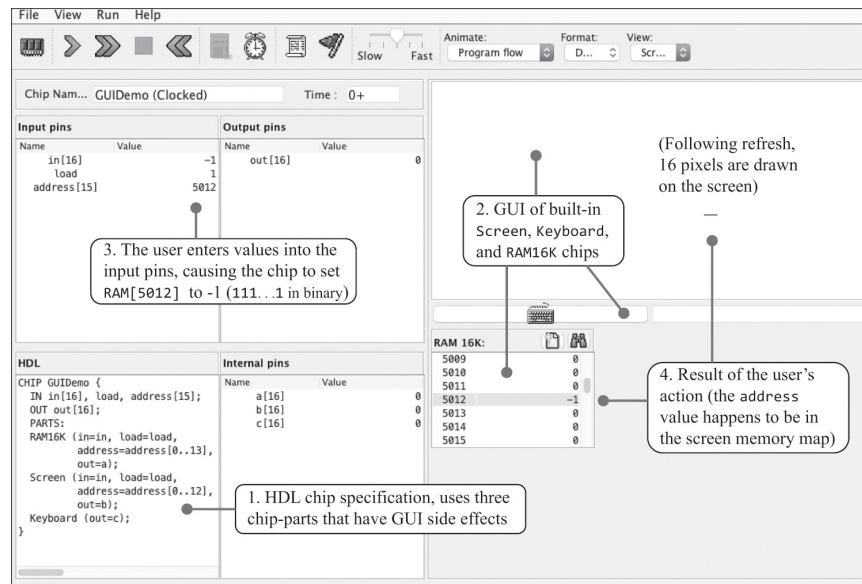 File View Run Help
Slow Fast
Animate:
Program flow
Format:
D...
View:
Scr...
Chip Nam... GUIDemo (Clocked)
Time : 0+
Input pins
Name Value
in[16] -1
load 1
address[15] 5012
Output pins
Name Value
out[16] 0
3. The user enters values into the
input pins, causing the chip to set
RAM[5012] to -1 (111...1 in binary)
(Following refresh,
16 pixels are drawn
on the screen)
2. GUI of built-in
Screen, Keyboard,
and RAM16K chips
HDL
CHIP GUIDemo {
IN in[16], load, address[15];
OUT out[16];
PARTS:
RAM16K (in=in, load=load,
address=address[0..13],
out=a);
Screen (in=in, load=load,
address=address[0..12],
out=b);
Keyboard (out=c);
}
Internal pins
Name Value
a[16] 0
b[16] 0
c[16] 0
1. HDL chip specification, uses three
chip-parts that have GUI side effects
RAM 16K:
5009 0
5010 0
5011 0
5012 -1
5013 0
5014 0
5015 0
4. Result of the user’s
action (the address
value happens to be in
the screen memory map)